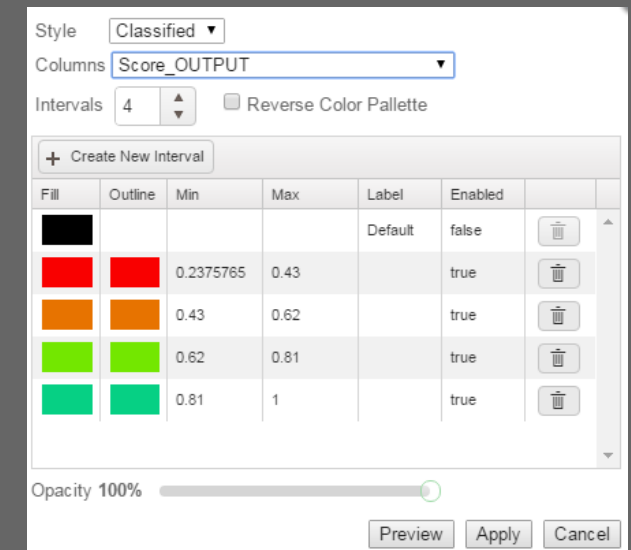 Style Classified
Columns Score_OUTPUT
Intervals 4 Reverse Color Pallette
+ Create New Interval
Fill Outline Min Max Label Enabled
Default false
0.2375765 0.43 true
0.43 0.62 true
0.62 0.81 true
0.81 1 true
Opacity 100%
Preview Apply Cancel